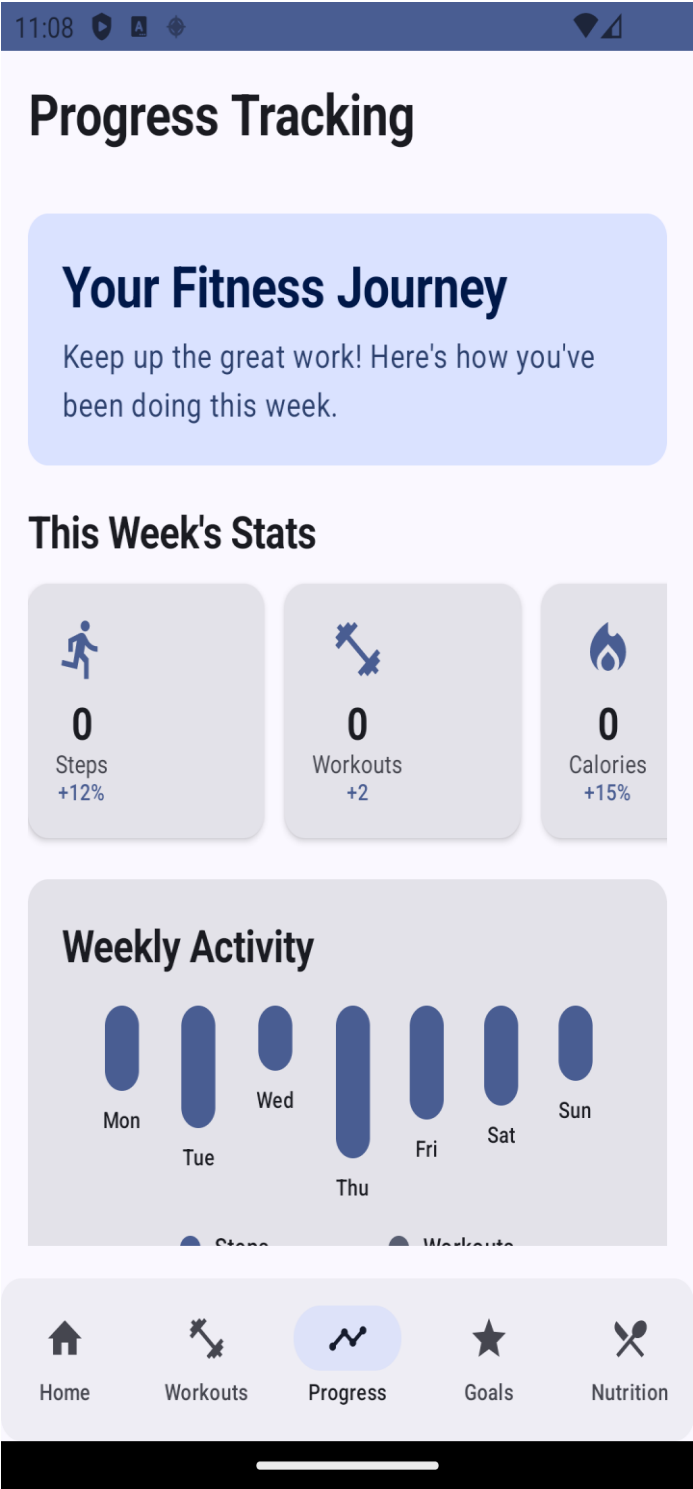 11:08
Progress Tracking
Your Fitness Journey
Keep up the great work! Here's how you've
been doing this week.
This Week's Stats
0
Steps
+12%
0
Workouts
+2
0
Calories
+15%
Weekly Activity
Mon
Tue
Wed
Thu
Fri
Sat
Sun
Steps
Workouts
Home
Workouts
Progress
Goals
Nutrition